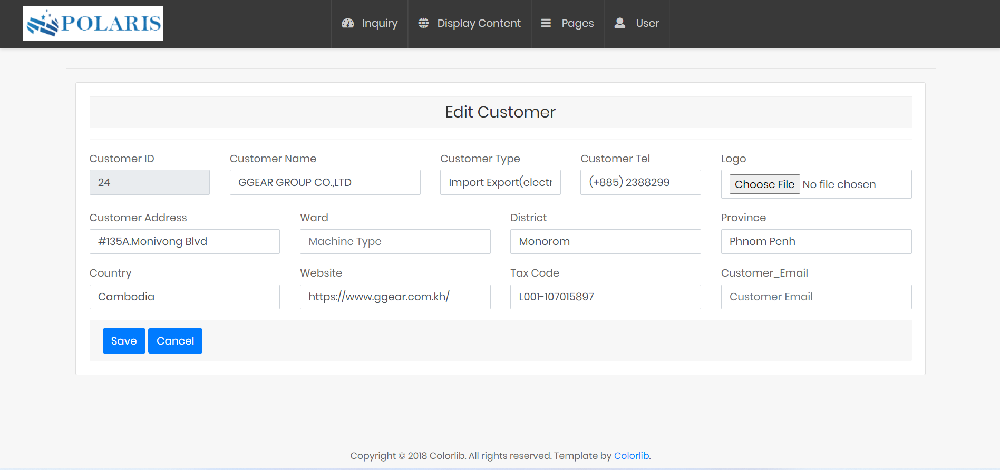 POLARIS
Inquiry Display Content Pages User
Edit Customer
Customer ID Customer Name Customer Type Customer Tel Logo
24 GGEAR GROUP CO.,LTD Import Export(electr (+885) 2388299 Choose File No file chosen
Customer Address Ward District Province
#135A.Monivong Blvd Machine Type Monorom Phnom Penh
Country Website Tax Code Customer_Email
Cambodia https://www.ggear.com.kh/ L001-107015897 Customer Email
Save Cancel
Copyright © 2018 Colorlib. All rights reserved. Template by Colorlib.